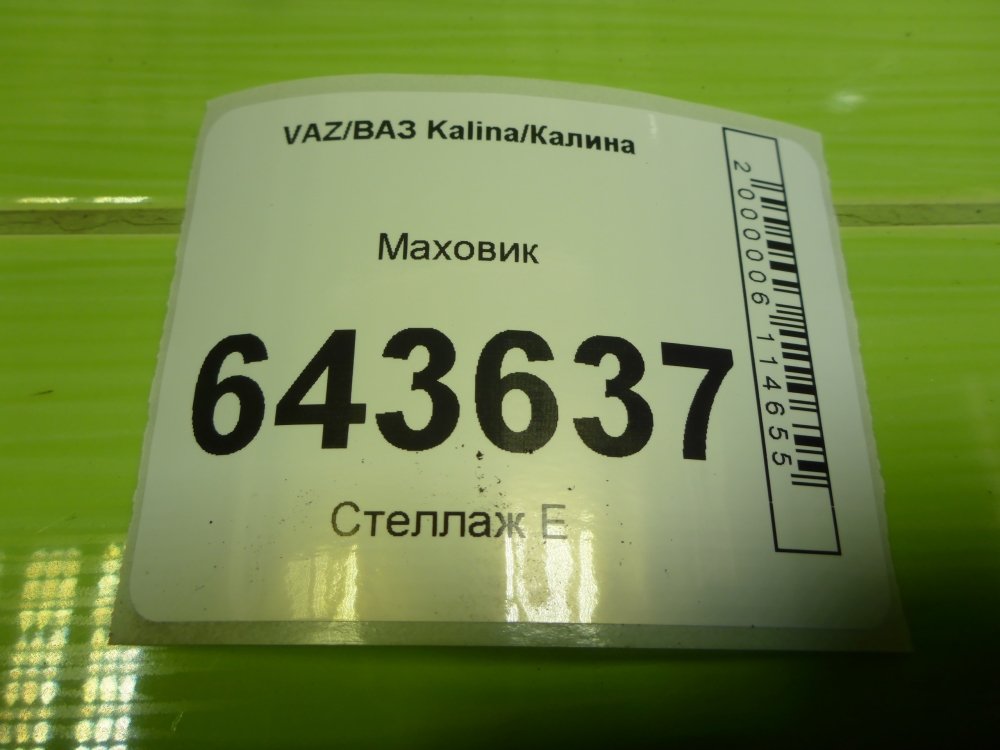 VAZ/ВАЗ Kalina/Калина
Маховик
643637
Стеллаж Е
2000006114655